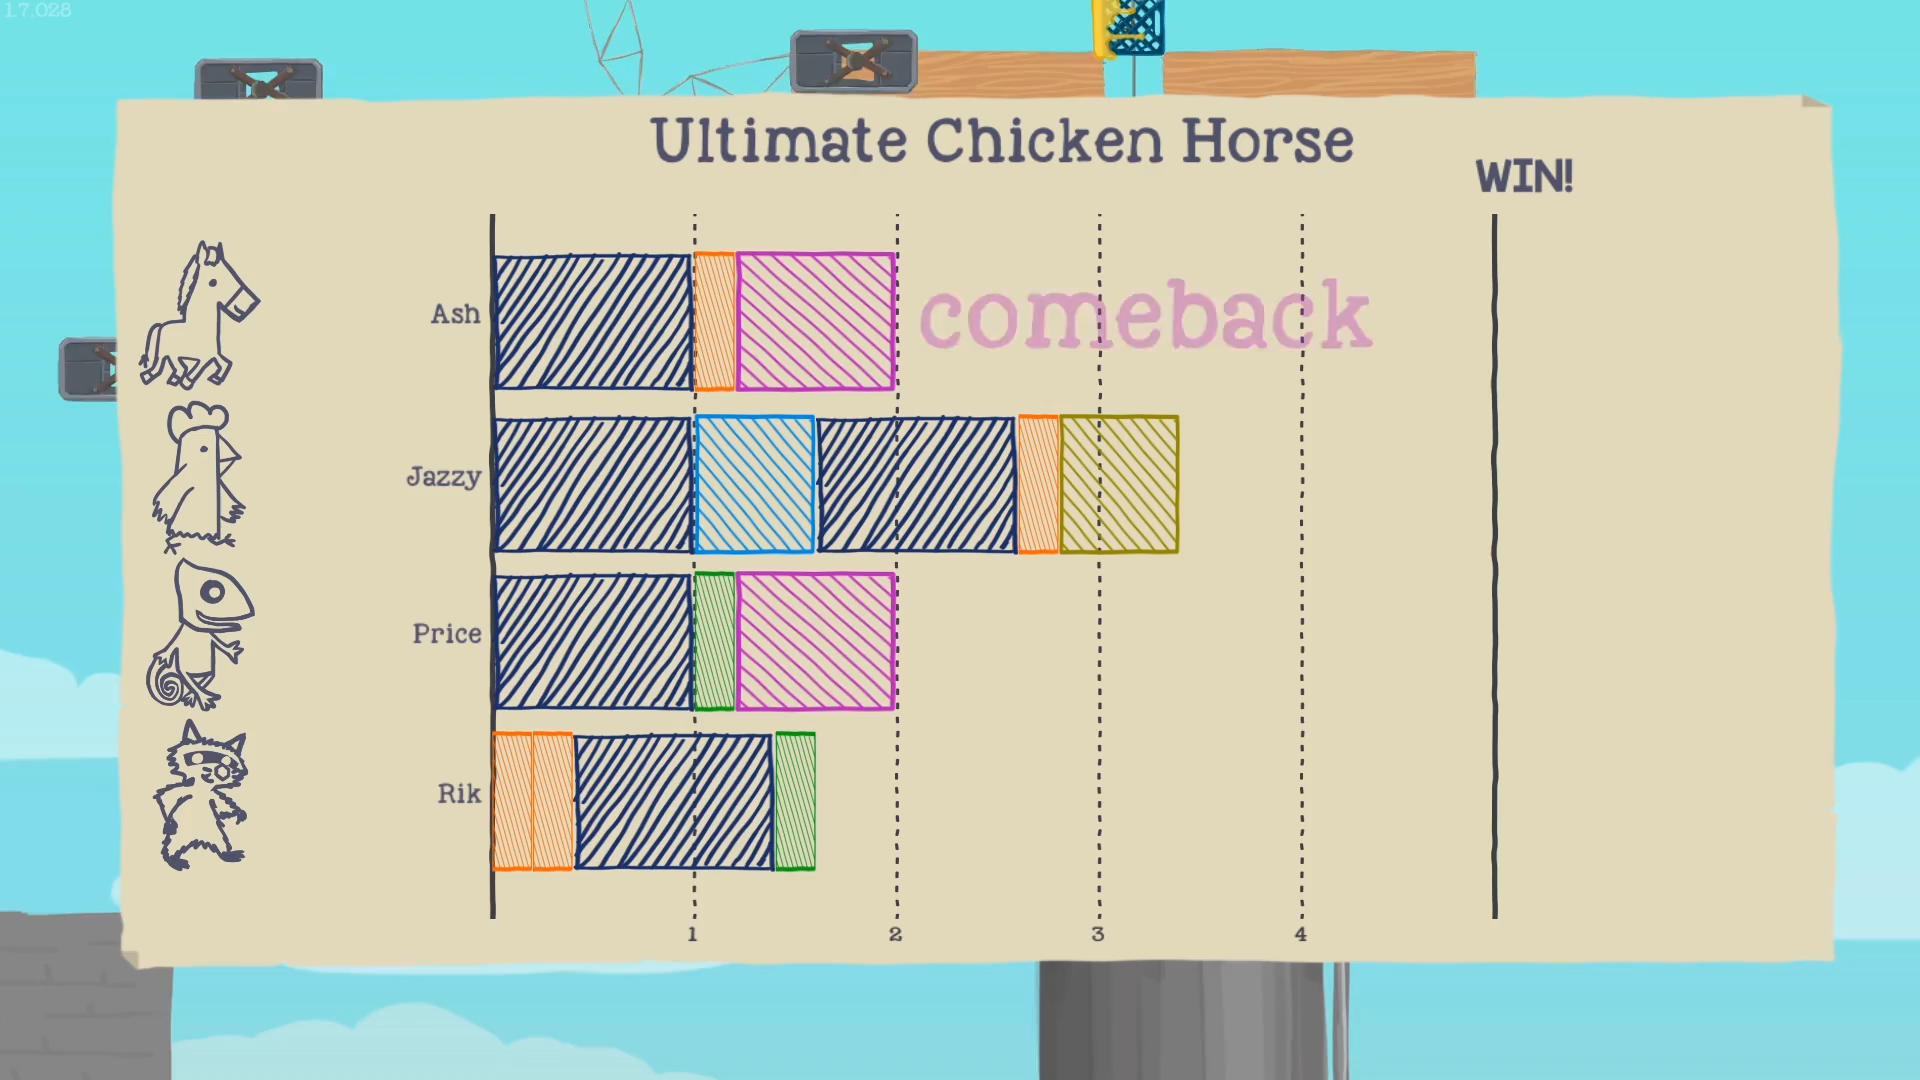 1.7.028
Ultimate Chicken Horse
WIN!
Ash
comeback
Jazzy
Price
Rik
1 2 3 4